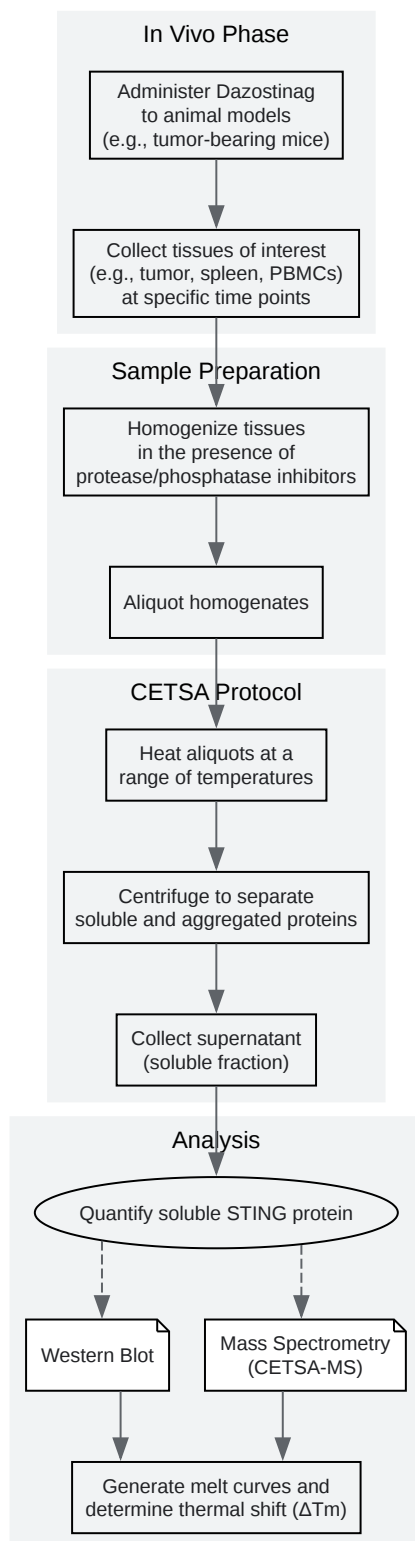 In Vivo Phase
Administer Dazostinag
to animal models
(e.g., tumor-bearing mice)
Collect tissues of interest
(e.g., tumor, spleen, PBMCs)
at specific time points
Sample Preparation
Homogenize tissues
in the presence of
protease/phosphatase inhibitors
Aliquot homogenates
CETSA Protocol
Heat aliquots at a
range of temperatures
Centrifuge to separate
soluble and aggregated proteins
Collect supernatant
(soluble fraction)
Analysis
Quantify soluble STING protein
Western Blot
Mass Spectrometry
(CETSA-MS)
Generate melt curves and
determine thermal shift (ΔTm)